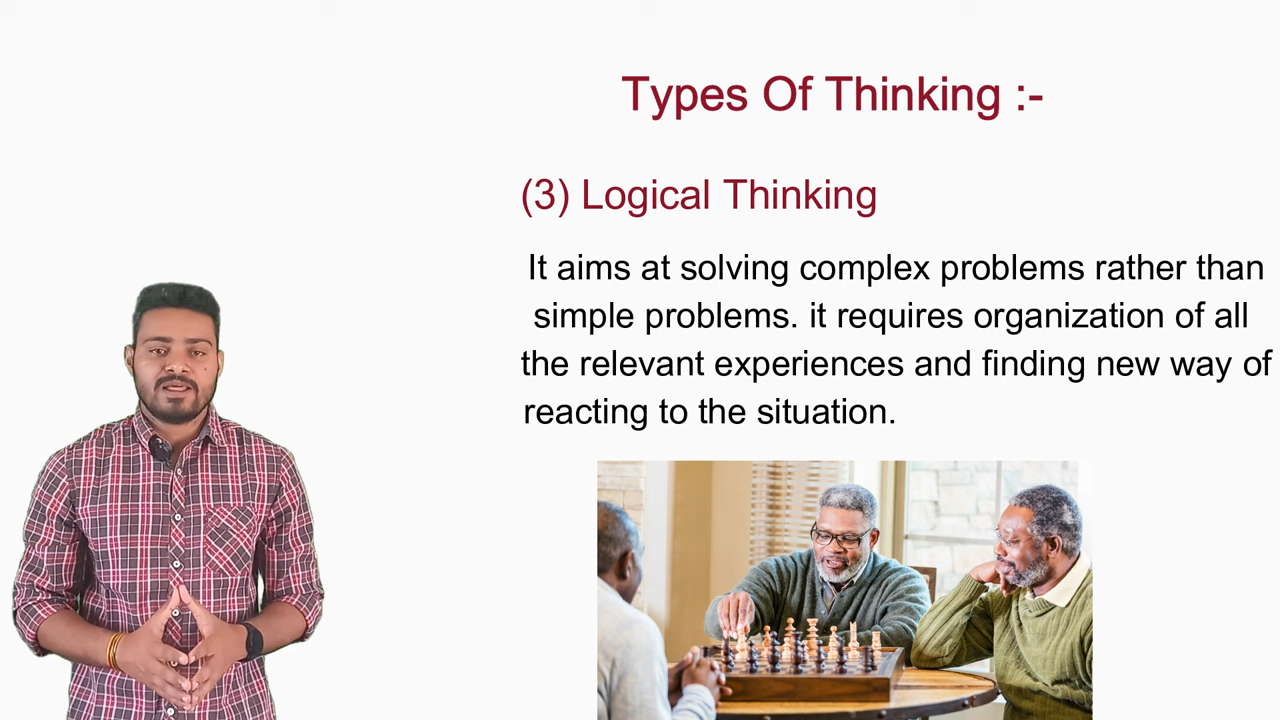 Types Of Thinking :-
(3) Logical Thinking
It aims at solving complex problems rather than
simple problems. it requires organization of all
the relevant experiences and finding new way of
reacting to the situation.